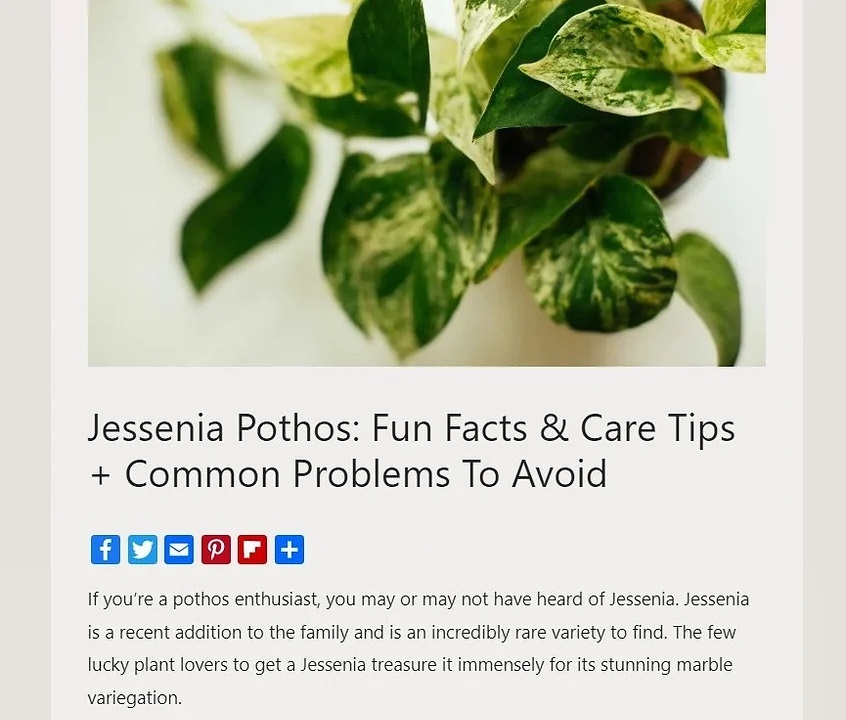 Jessenia Pothos: Fun Facts & Care Tips
+ Common Problems To Avoid
If you’re a pothos enthusiast, you may or may not have heard of Jessenia. Jessenia
is a recent addition to the family and is an incredibly rare variety to find. The few
lucky plant lovers to get a Jessenia treasure it immensely for its stunning marble
variegation.